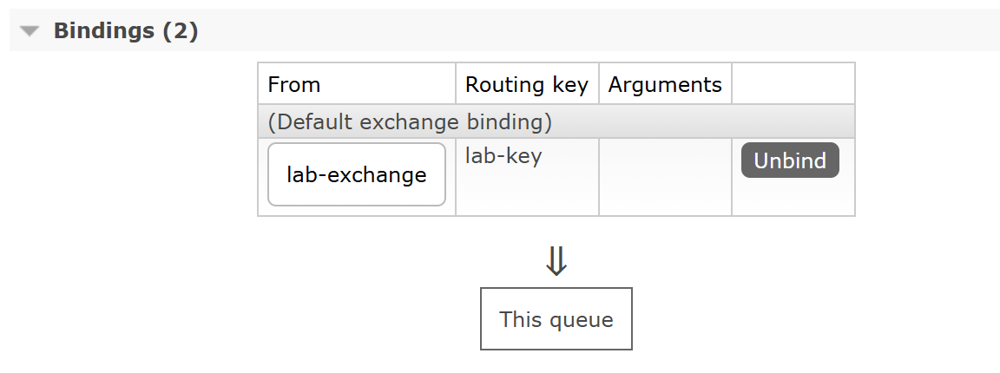 Bindings (2)
From Routing key Arguments
(Default exchange binding)
lab-exchange lab-key Unbind
⇓
This queue